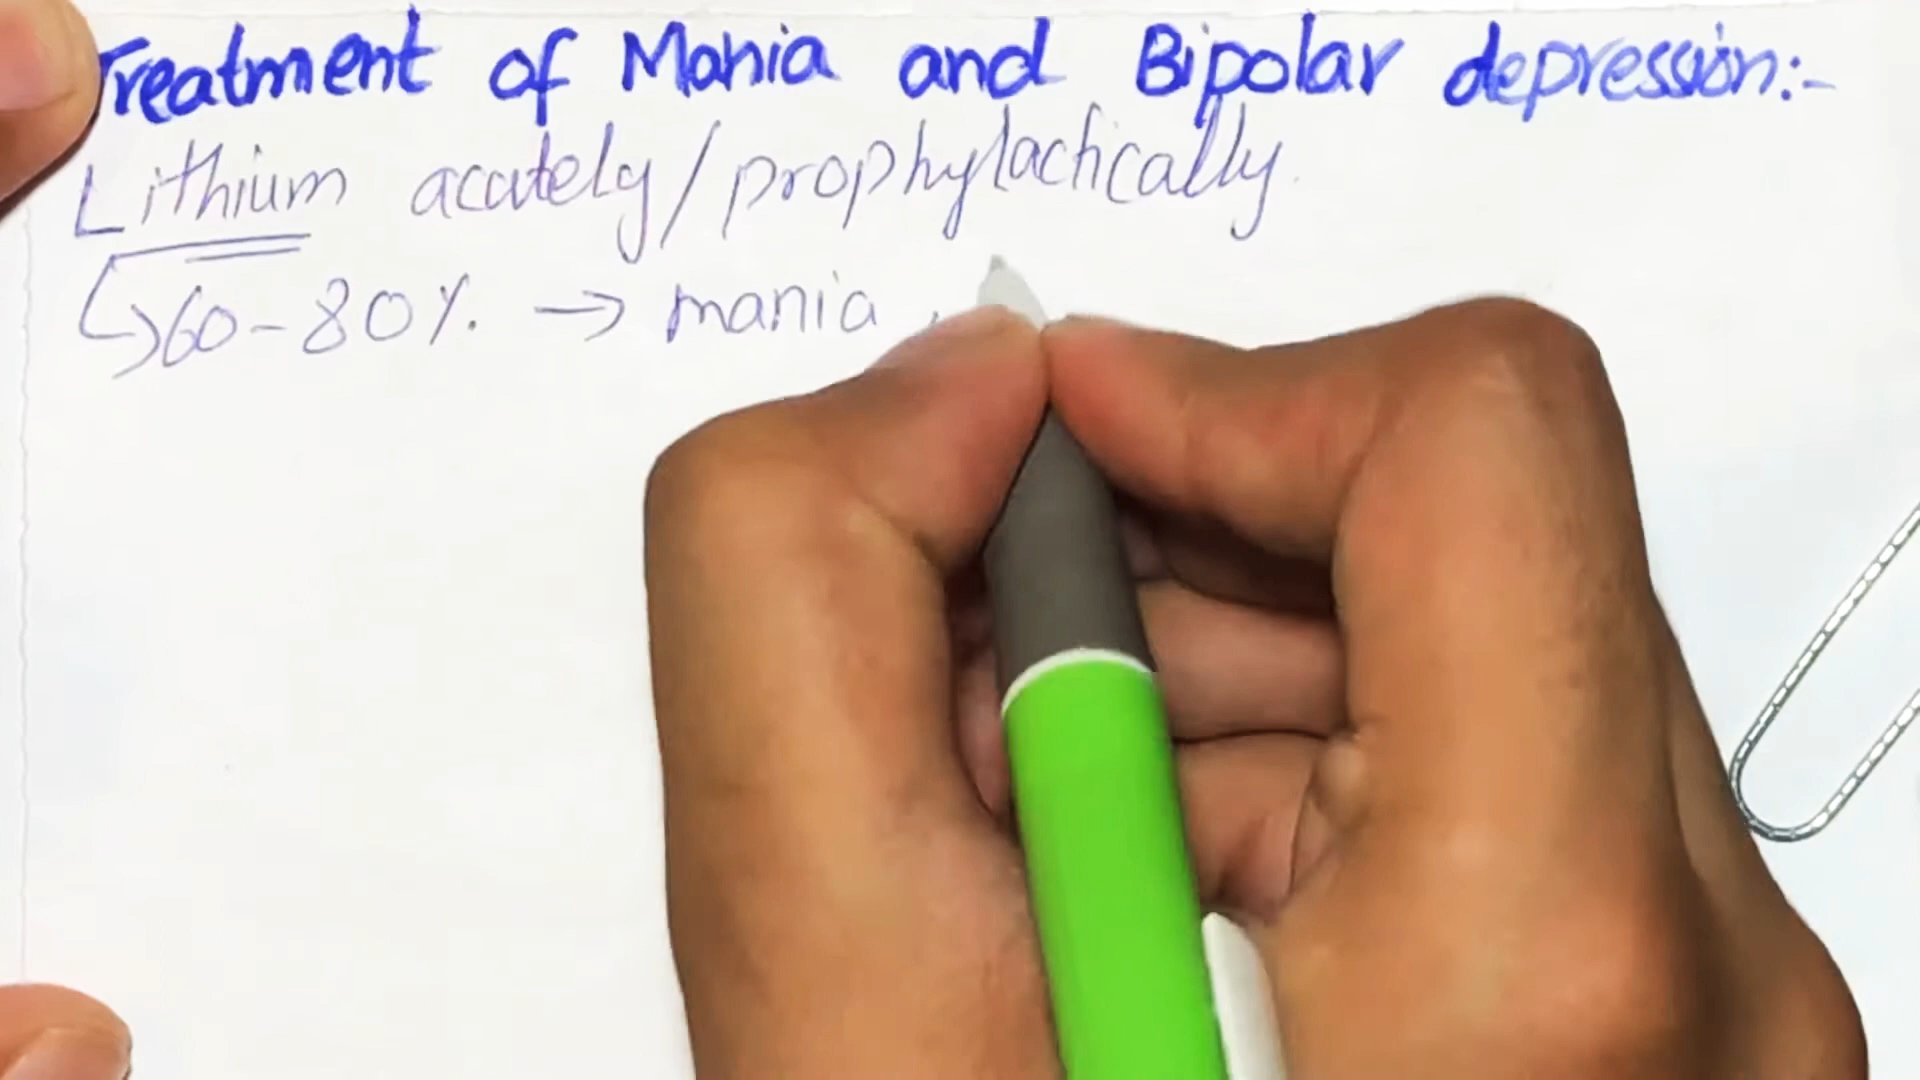 Treatment of Mania and Bipolar depression:-
Lithium acutely/prophylactically.
↳60-80%. → mania